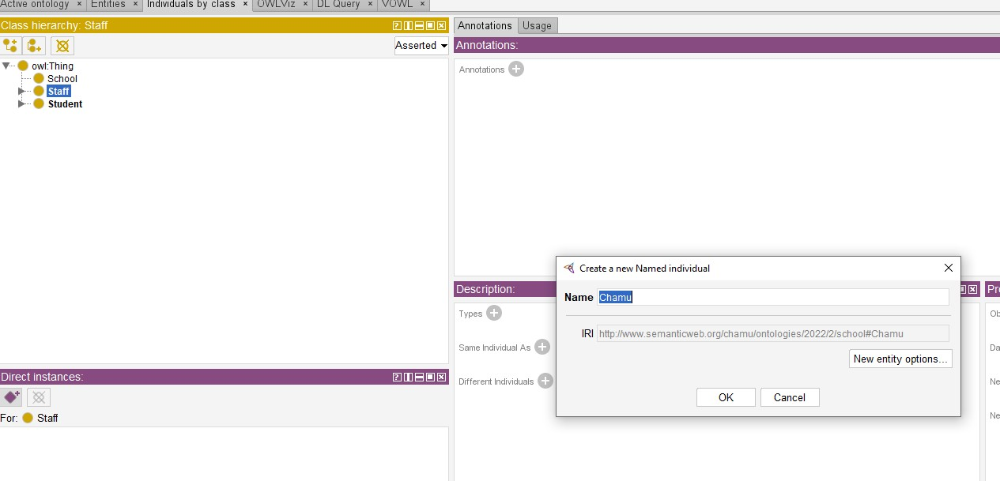 Active ontology × Entities × Individuals by class × OWLViz × DL Query × VOWL ×
Class hierarchy: Staff
Asserted
owl:Thing
School
Staff
Student
Direct instances:
For: Staff
Annotations Usage
Annotations:
Annotations
Description:
Types
Same Individual As
Different Individuals
Create a new Named individual
Name Chamu
IRI http://www.semanticweb.org/chamu/ontologies/2022/2/school#Chamu
New entity options...
OK Cancel
Pr
Ob
Da
Ne
Ne